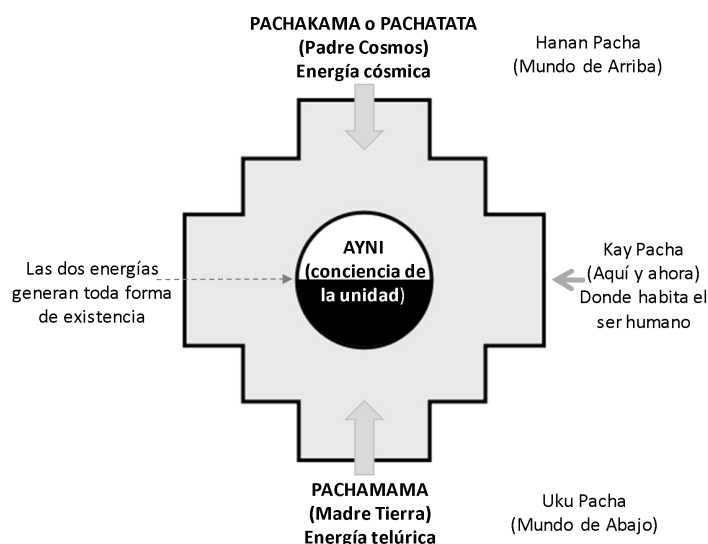 PACHAKAMA o PACHATATA
(Padre Cosmos)
Energía cósmica
Hanan Pacha
(Mundo de Arriba)
AYNI
(conciencia de
la unidad)
Las dos energías
generan toda forma
de existencia
Kay Pacha
(Aquí y ahora)
Donde habita el
ser humano
PACHAMAMA
(Madre Tierra)
Energía telúrica
Uku Pacha
(Mundo de Abajo)